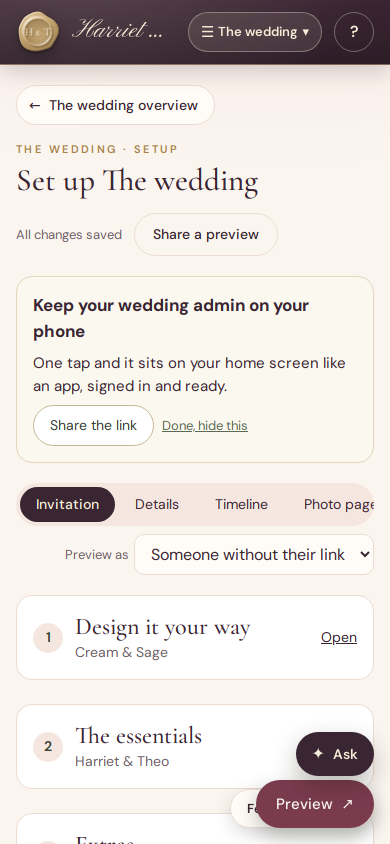 H & T
Harriet ...
☰ The wedding ▾
?
← The wedding overview
THE WEDDING · SETUP
Set up The wedding
All changes saved
Share a preview
Keep your wedding admin on your
phone
One tap and it sits on your home screen like
an app, signed in and ready.
Share the link
Done, hide this
Invitation
Details
Timeline
Photo page
Preview as
Someone without their link
1
Design it your way
Cream & Sage
Open
2
The essentials
Harriet & Theo
✦ Ask
Preview ↗
Extras